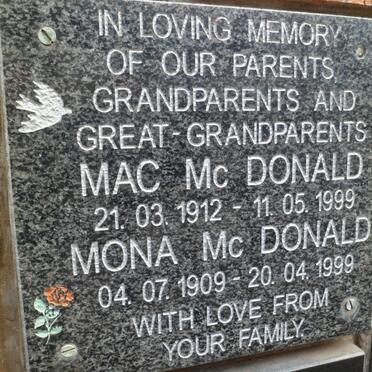 IN LOVING MEMORY
OF OUR PARENTS,
GRANDPARENTS AND
GREAT-GRANDPARENTS
MAC Mc DONALD
21. 03. 1912 - 11. 05. 1999
MONA Mc DONALD
04. 07. 1909 - 20. 04. 1999
WITH LOVE FROM
YOUR FAMILY.